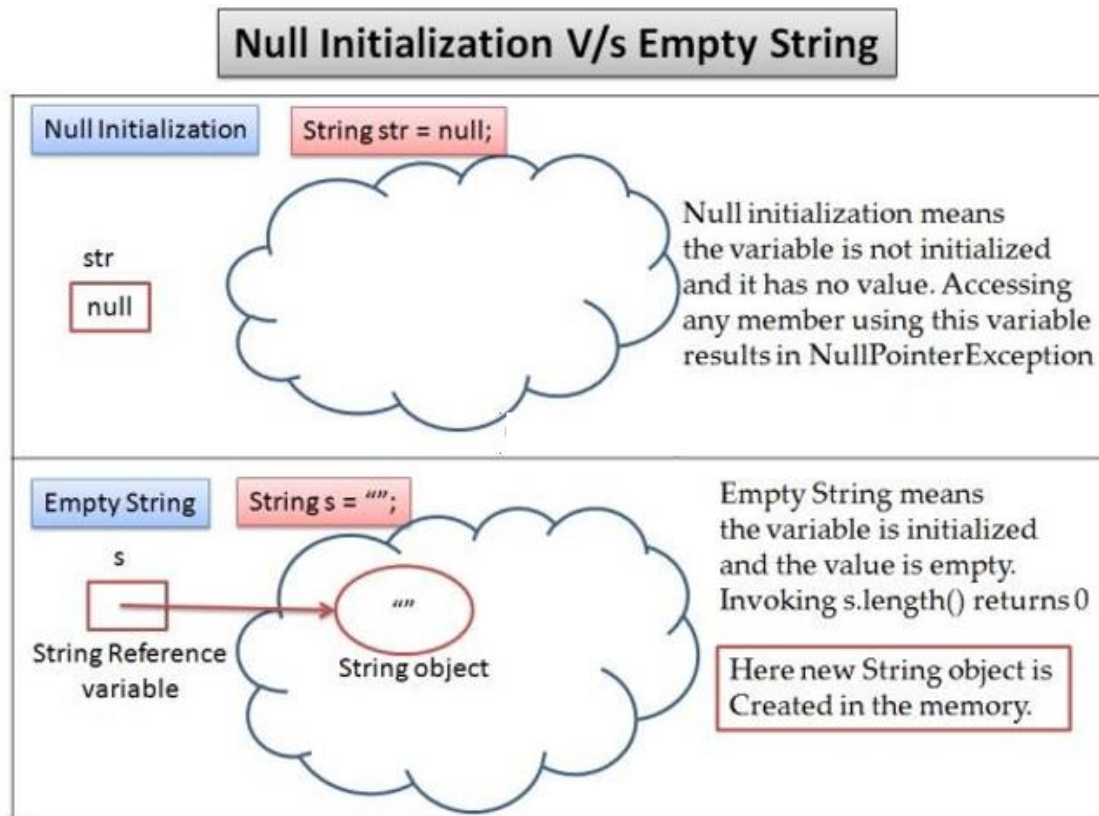 Null Initialization V/s Empty String
Null Initialization
String str = null;
str
null
Null initialization means
the variable is not initialized
and it has no value. Accessing
any member using this variable
results in NullPointerException
Empty String
String s = “”;
s
String Reference
variable
“”
String object
Empty String means
the variable is initialized
and the value is empty.
Invoking s.length() returns 0
Here new String object is
Created in the memory.